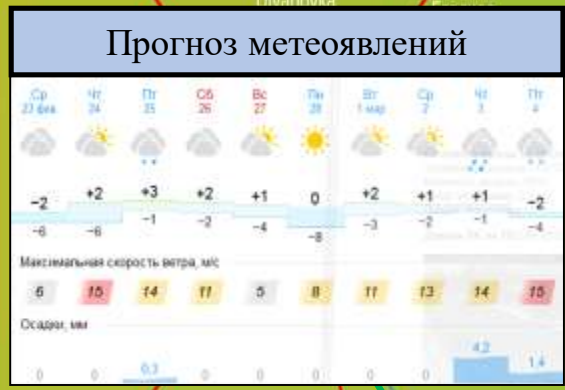 Прогноз метеоявлений
Ср Чт Пт Сб Вс Пн Вт Ср Чт Пт
23 фев. 24 25 26 27 28 1 мар 2 3 4
−2 +2 +3 +2 +1 0 +2 +1 +1 −2
−6 −6 −1 −2 −4 −8 −3 −2 −1 −4
Максимальная скорость ветра, м/с
6 15 14 11 5 8 11 13 14 15
Осадки, мм
0 0 0,3 0 0 0 0 0 4,2 1,4